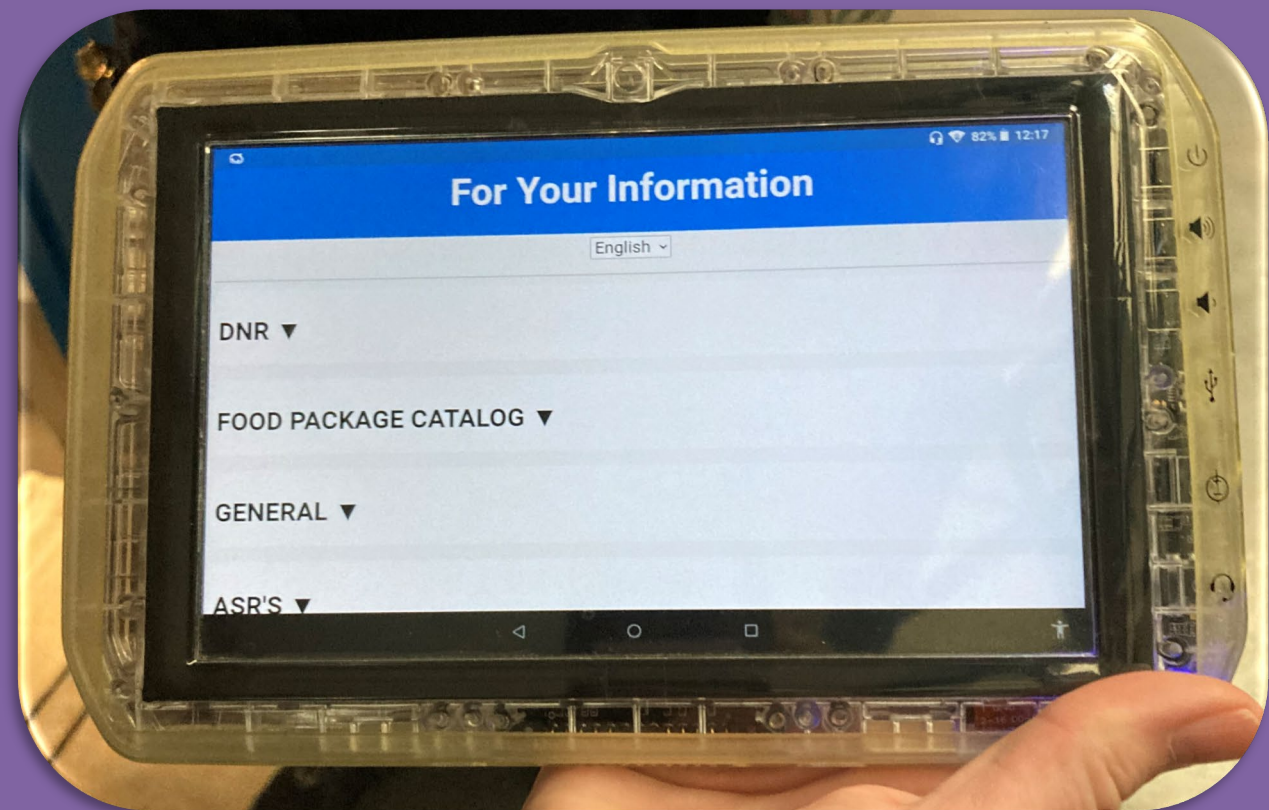 82% 12:17
For Your Information
English
DNR
FOOD PACKAGE CATALOG
GENERAL
ASR'S